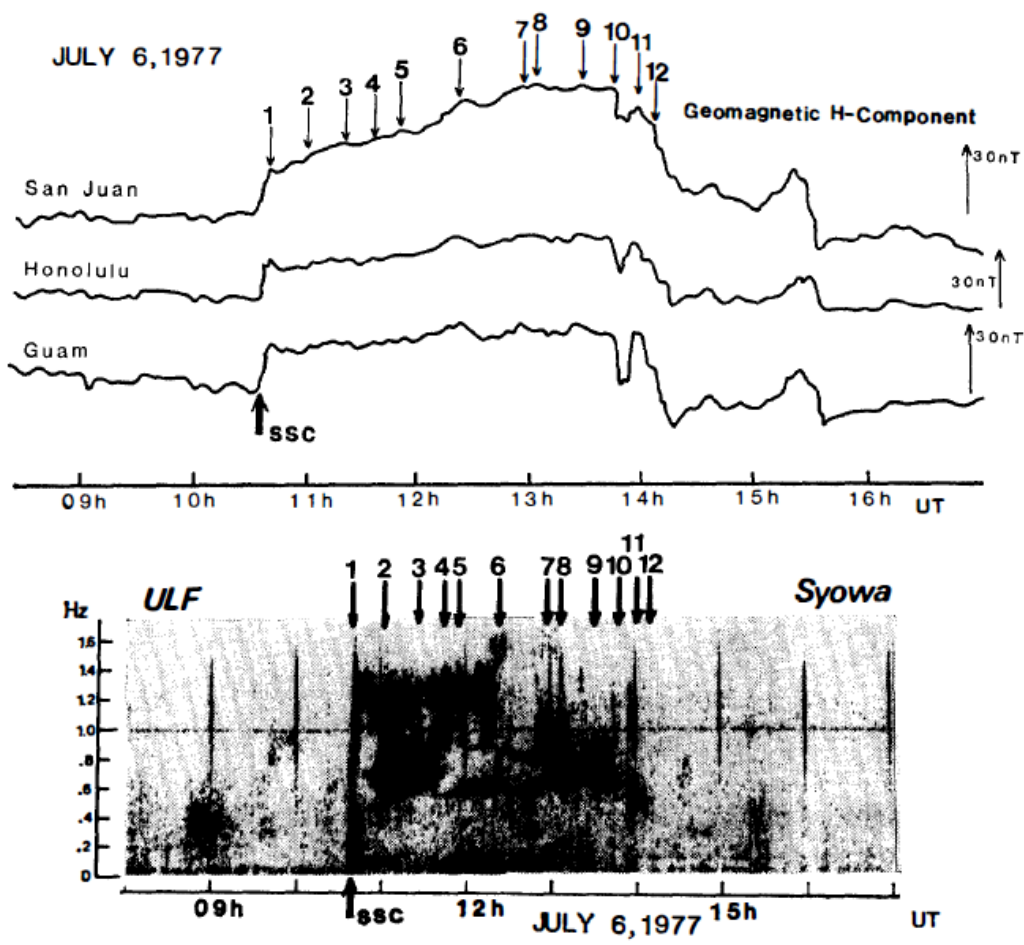 JULY 6,1977
1 2 3 4 5 6 7 8 9 10 11 12
Geomagnetic H-Component
San Juan
30nT
Honolulu
30nT
Guam
30nT
SSC
09h 10h 11h 12h 13h 14h 15h 16h UT
ULF
1 2 3 4 5 6 7 8 9 10 11 12
Syowa
Hz
1.6
1.4
1.2
1.0
.8
.6
.4
.2
0
09h SSC 12h JULY 6,1977 15h UT